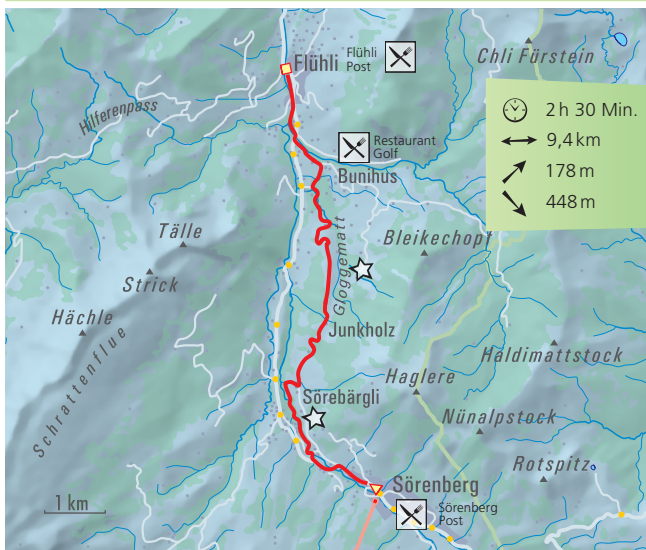 Flühli
Flühli
Post
Chli Fürstein
Hilferenpass
2 h 30 Min.
9,4 km
178 m
448 m
Restaurant
Golf
Bunihus
Tälle
Gloggematt
Bleikechopf
Strick
Hächle
Junkholz
Schrattenflue
Haldimattstock
Haglere
Sörebärgli
Nünalpstock
Rotspitz
Sörenberg
1 km
Sörenberg
Post